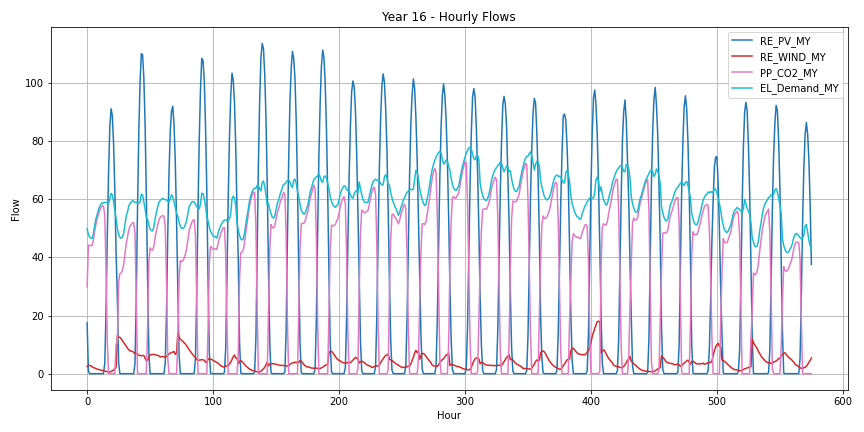 Year 16 - Hourly Flows
RE_PV_MY
RE_WIND_MY
PP_CO2_MY
EL_Demand_MY
100
80
60
40
20
0
Flow
0 100 200 300 400 500 600
Hour